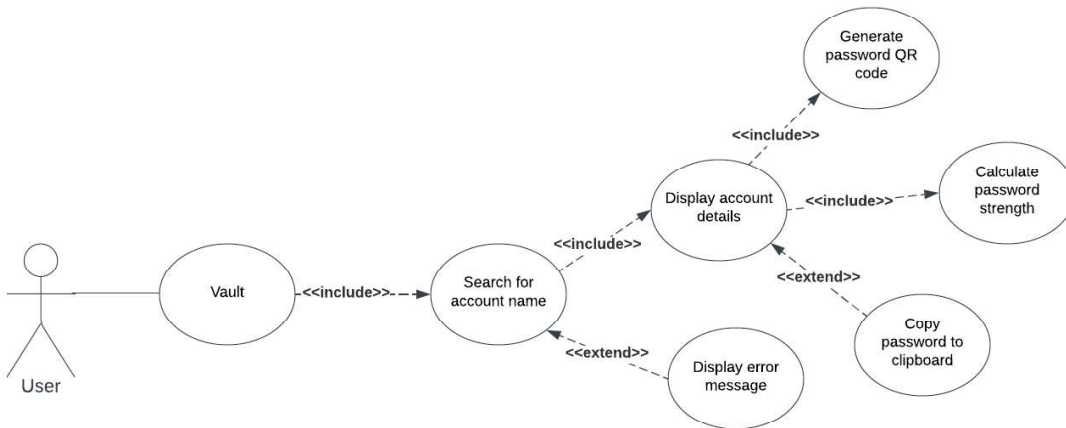 Generate
password QR
code
<<include>>
Calculate
password
strength
Display account
details
<<include>>
<<include>>
<<extend>>
Search for
account name
Vault
<<include>>
<<extend>>
Copy
password to
clipboard
Display error
message
User